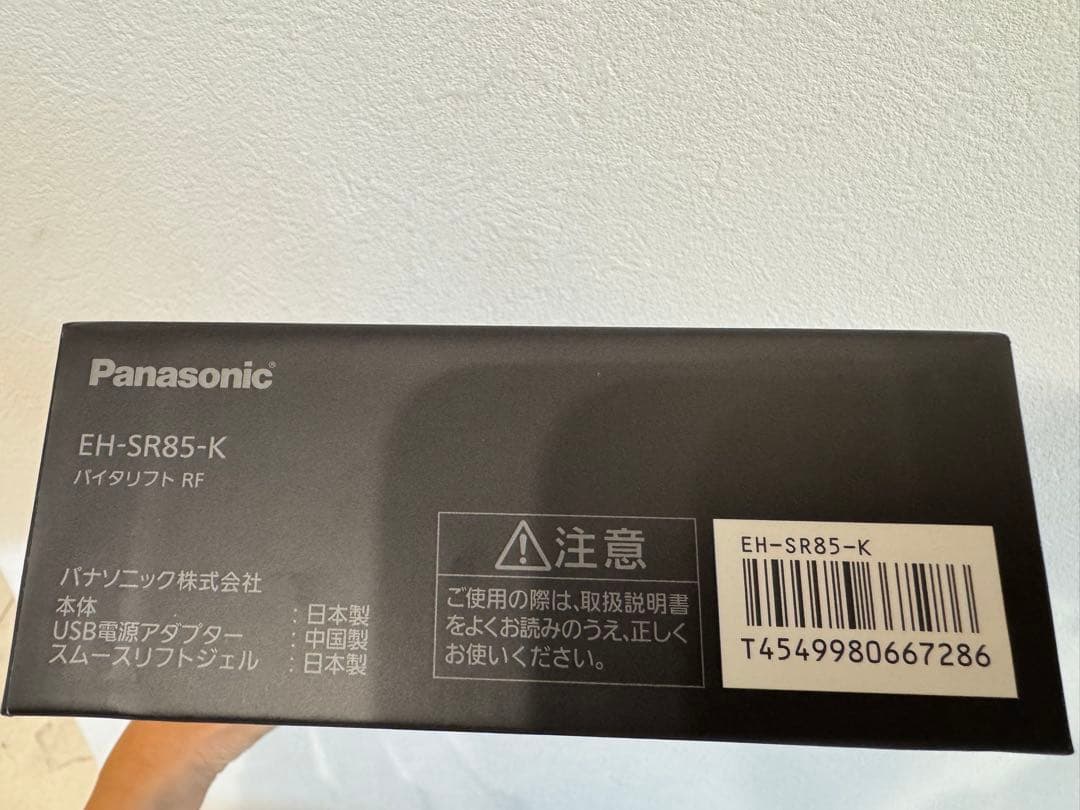 Panasonic®
EH-SR85-K
バイタリフト RF
パナソニック株式会社
本体 : 日本製
USB電源アダプター : 中国製
スムースリフトジェル : 日本製
注意
ご使用の際は、取扱説明書
をよくお読みのうえ、正しく
お使いください。
EH-SR85-K
T4549980667286